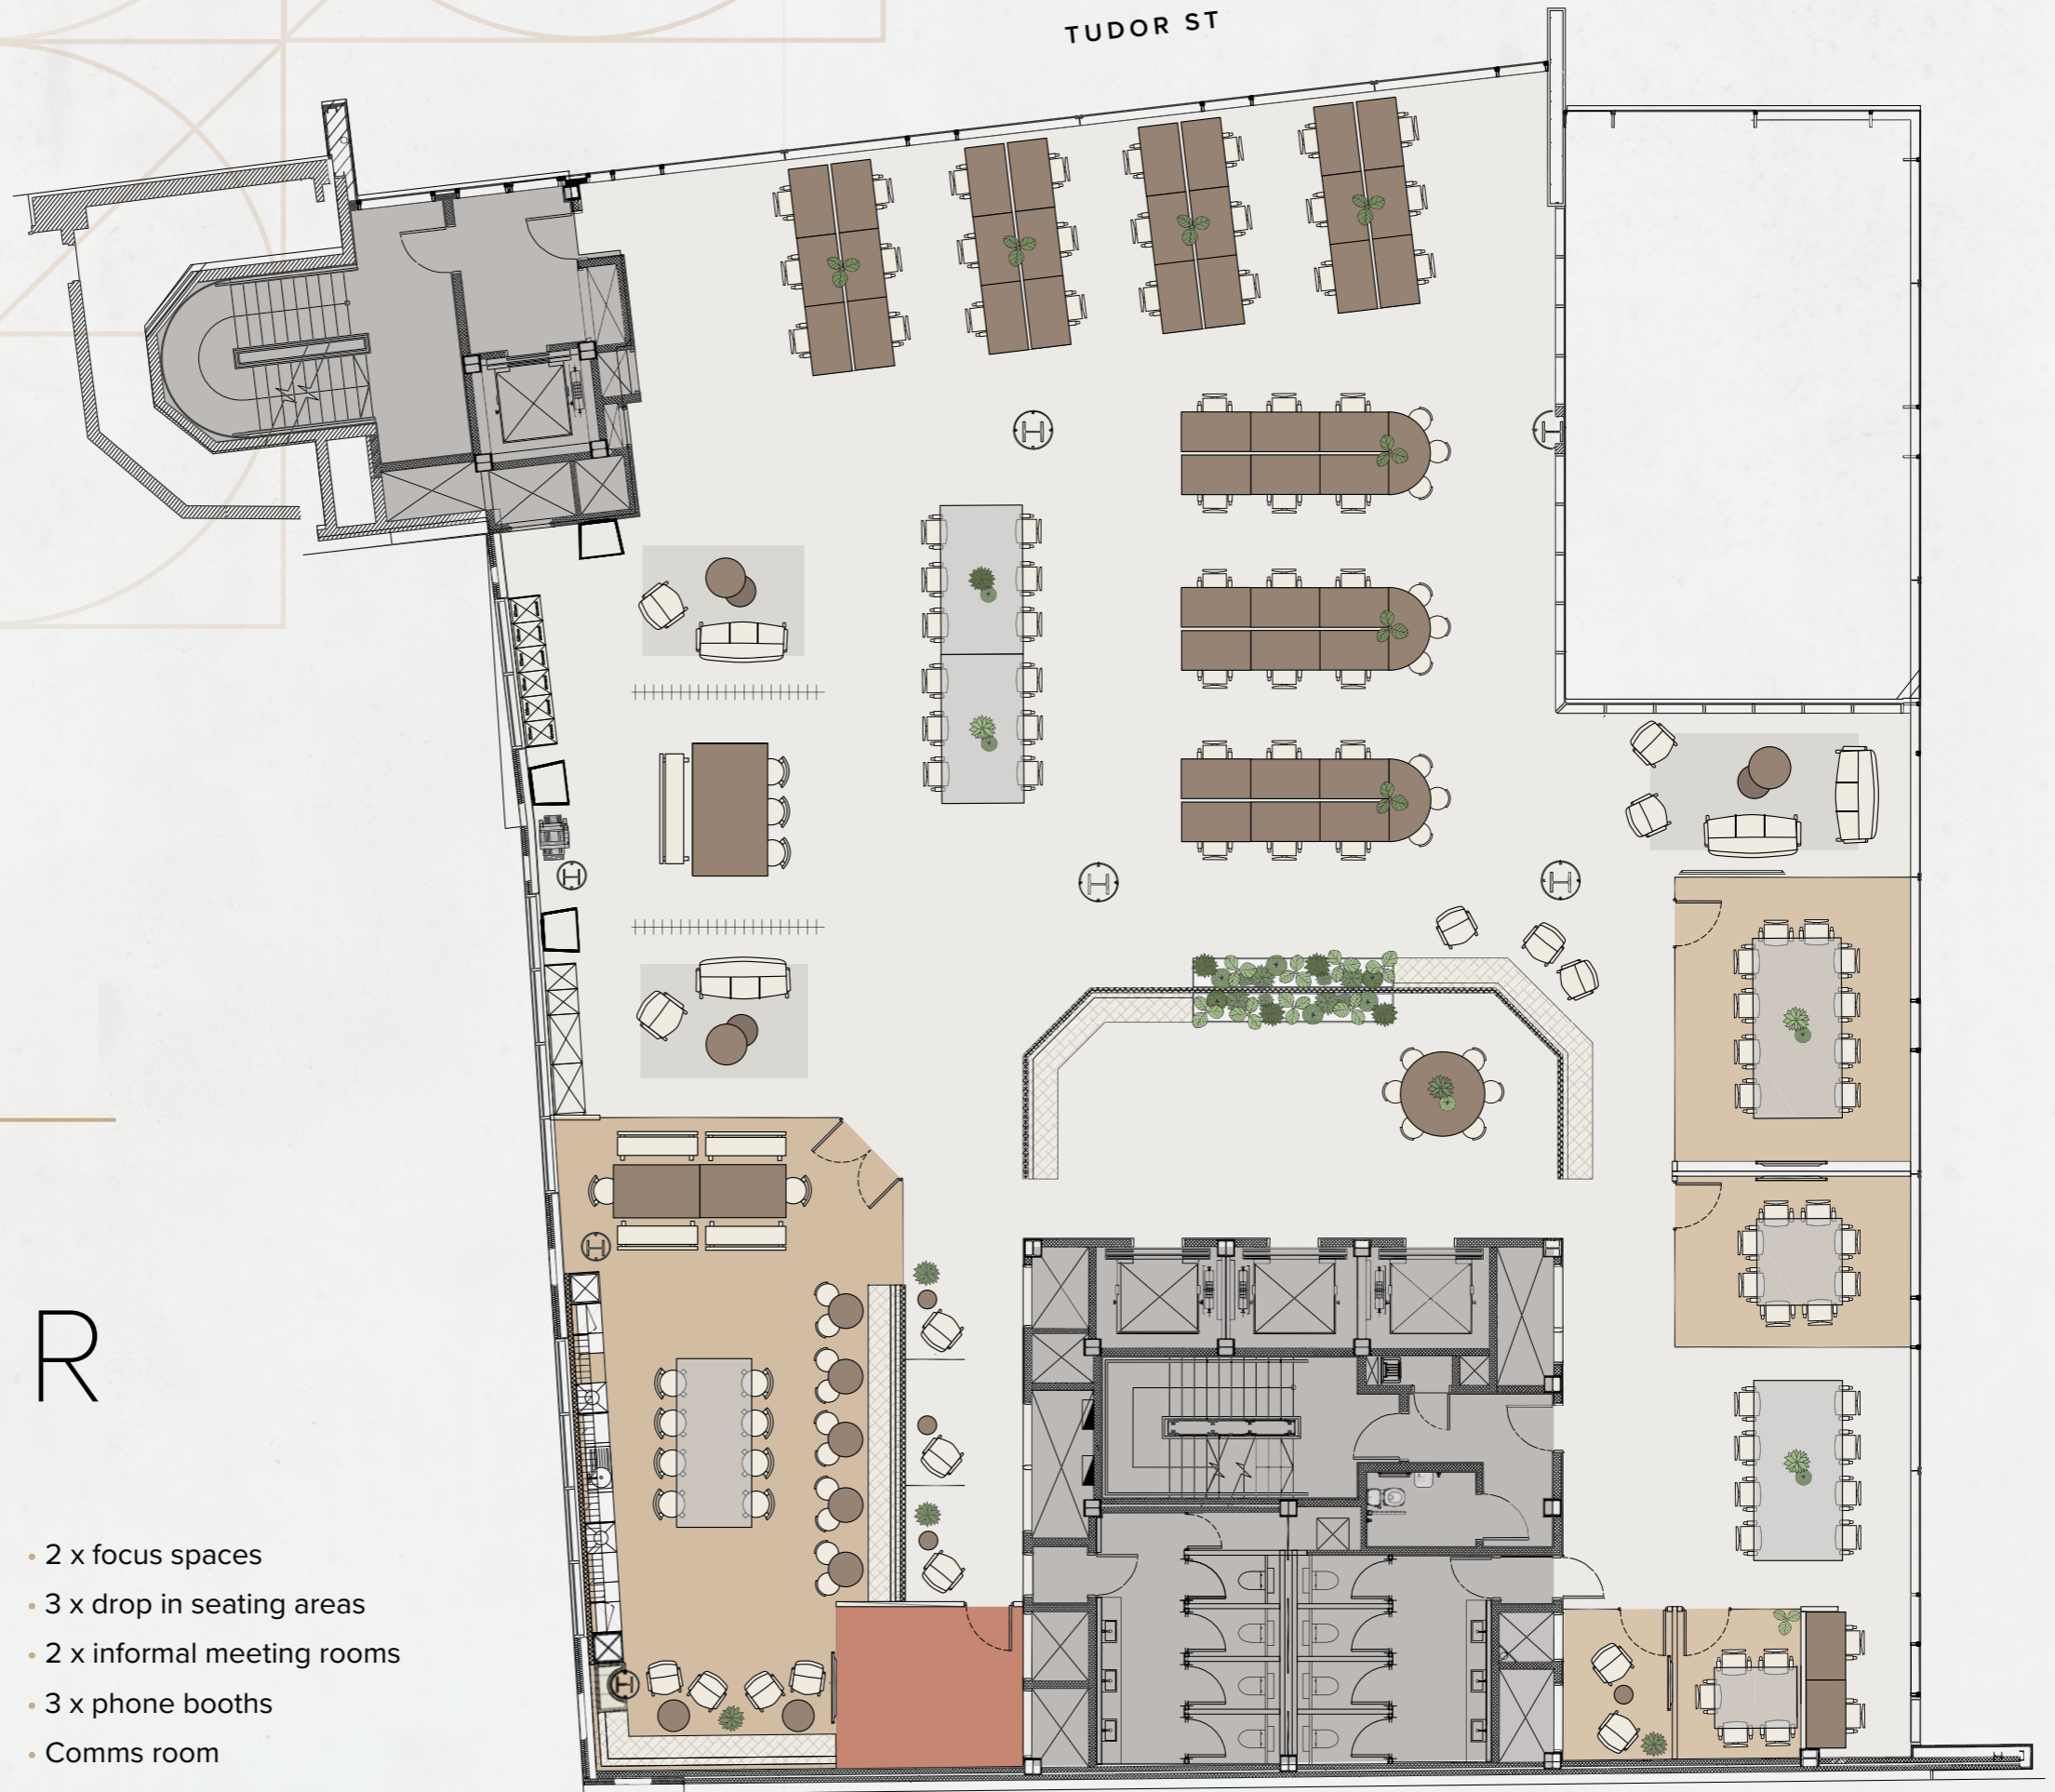 TUDOR ST
R
• 2 x focus spaces
• 3 x drop in seating areas
• 2 x informal meeting rooms
• 3 x phone booths
• Comms room